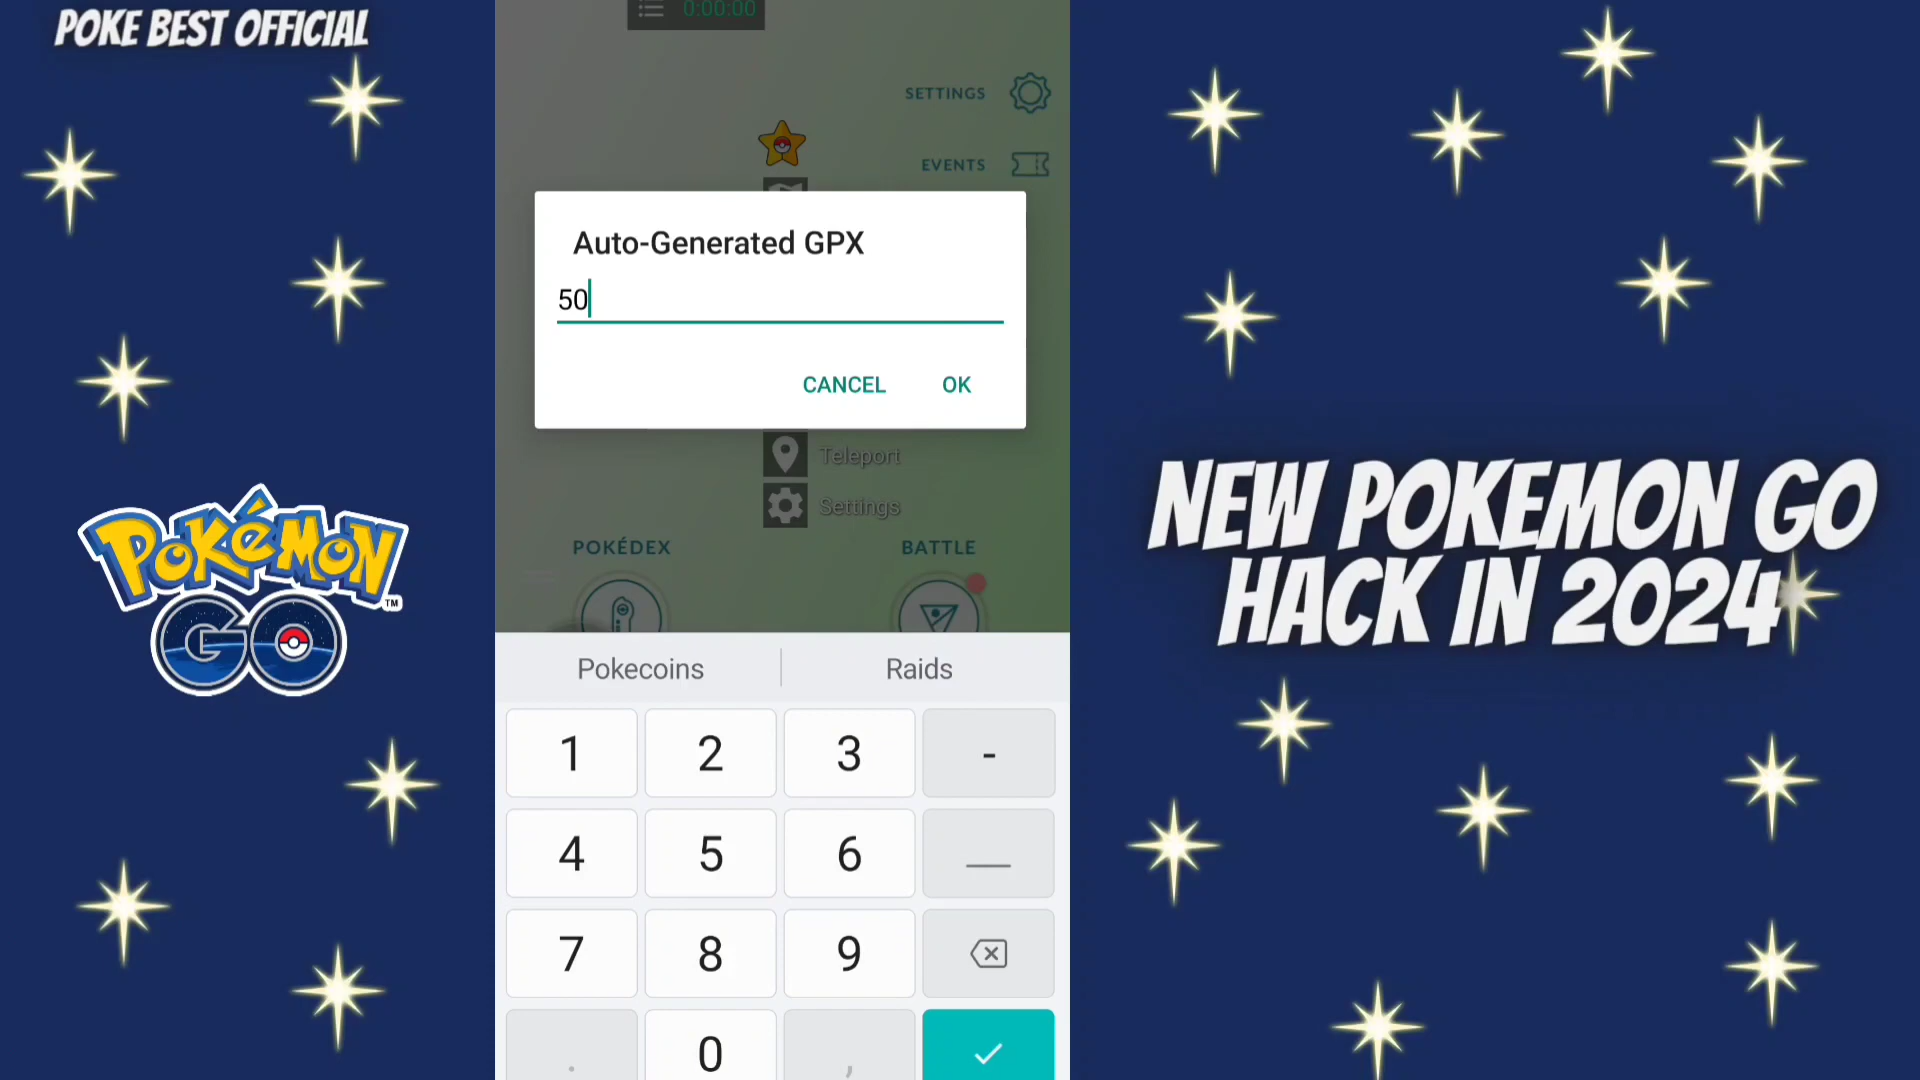 POKE BEST OFFICIAL
0:00:00
SETTINGS
EVENTS
Auto-Generated GPX
50
CANCEL OK
Teleport
Settings
POKÉDEX BATTLE
Pokecoins Raids
1 2 3 -
4 5 6
7 8 9
. 0 ,
POKÉMON TM
GO
NEW POKEMON GO
HACK IN 2024